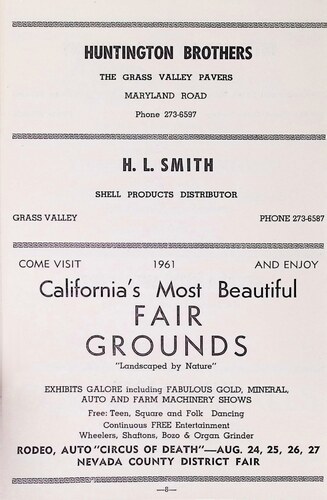 HUNTINGTON BROTHERS
THE GRASS VALLEY PAVERS
MARYLAND ROAD
Phone 273-6597
H. L. SMITH
SHELL PRODUCTS DISTRIBUTOR
GRASS VALLEY PHONE 273-6587
COME VISIT 1961 AND ENJOY
California's Most Beautiful
FAIR
GROUNDS
"Landscaped by Nature"
EXHIBITS GALORE including FABULOUS GOLD, MINERAL,
AUTO AND FARM MACHINERY SHOWS
Free: Teen, Square and Folk Dancing
Continuous FREE Entertainment
Wheelers, Shaftons, Bozo & Organ Grinder
RODEO, AUTO "CIRCUS OF DEATH"—AUG. 24, 25, 26, 27
NEVADA COUNTY DISTRICT FAIR
—8—